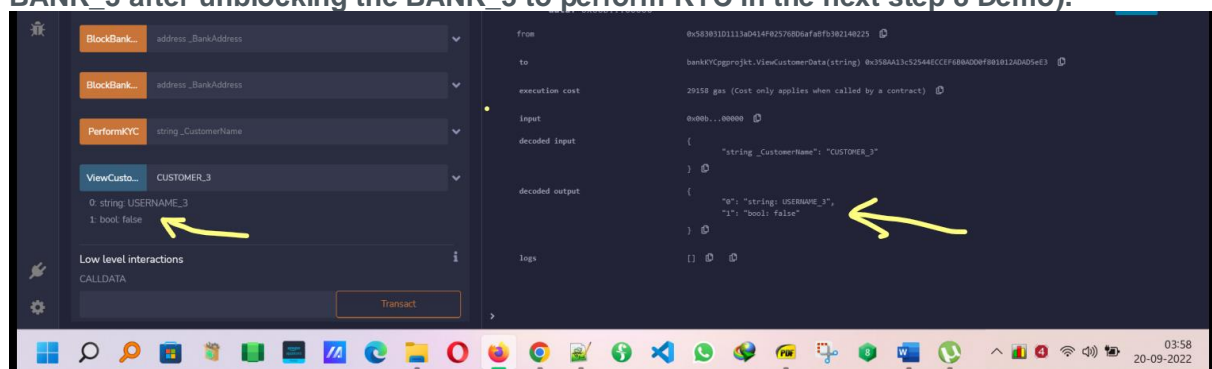 BANK_3 after unblocking the BANK_3 to perform KYC in the next step 8 Demo).
BlockBank... address _BankAddress
BlockBank... address _BankAddress
PerformKYC string _CustomerName
ViewCusto... CUSTOMER_3
0: string: USERNAME_3
1: bool: false
Low level interactions
CALLDATA
Transact
from 0x583031D1113aD414F02576BD6afaBfb302140225
to bankKYCpgprojkt.ViewCustomerData(string) 0x358AA13c52544ECCEF6B0ADD0f801012ADAD5eE3
execution cost 29158 gas (Cost only applies when called by a contract)
input 0x00b...00000
decoded input {
"string _CustomerName": "CUSTOMER_3"
}
decoded output {
"0": "string: USERNAME_3",
"1": "bool: false"
}
logs []
03:58
20-09-2022